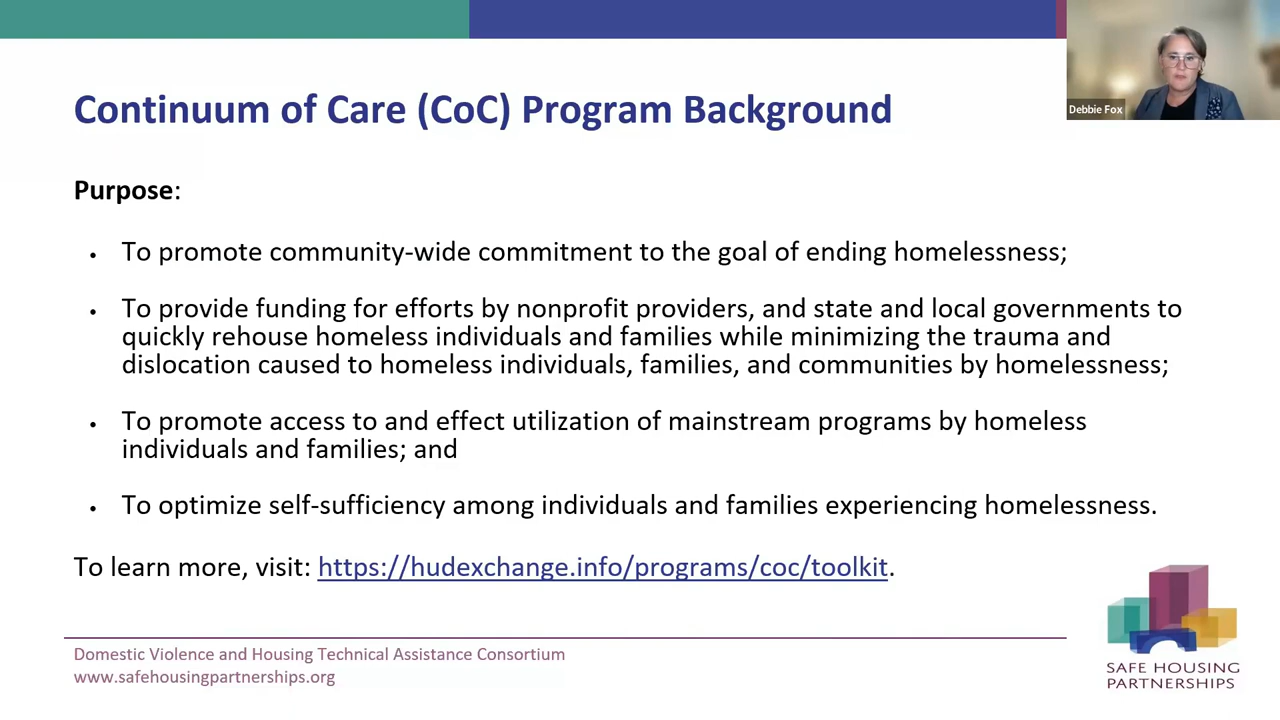 Debbie Fox
Continuum of Care (CoC) Program Background
Purpose:
• To promote community-wide commitment to the goal of ending homelessness;
• To provide funding for efforts by nonprofit providers, and state and local governments to
quickly rehouse homeless individuals and families while minimizing the trauma and
dislocation caused to homeless individuals, families, and communities by homelessness;
• To promote access to and effect utilization of mainstream programs by homeless
individuals and families; and
• To optimize self-sufficiency among individuals and families experiencing homelessness.
To learn more, visit: https://hudexchange.info/programs/coc/toolkit.
Domestic Violence and Housing Technical Assistance Consortium
www.safehousingpartnerships.org
SAFE HOUSING
PARTNERSHIPS